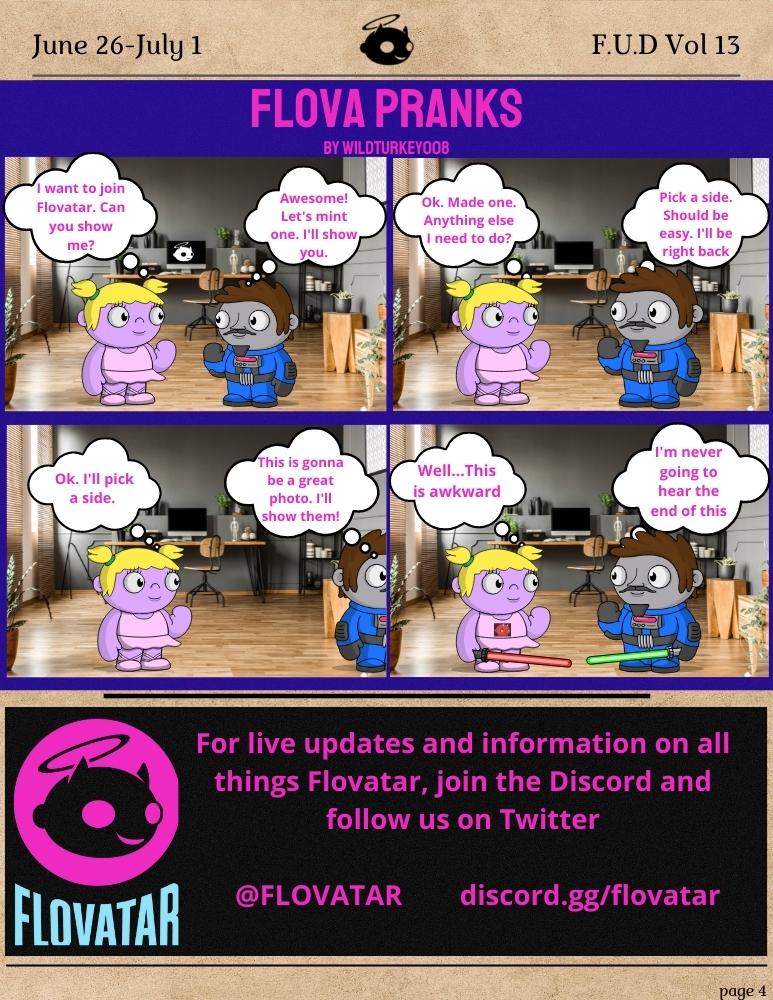 June 26-July 1
F.U.D Vol 13
FLOVA PRANKS
BY WILDTURKEY008
I want to join
Flovatar. Can
you show
me?
Awesome!
Let's mint
one. I'll show
you.
Ok. Made one.
Anything else
I need to do?
Pick a side.
Should be
easy. I'll be
right back
Ok. I'll pick
a side.
This is gonna
be a great
photo. I'll
show them!
Well...This
is awkward
I'm never
going to
hear the
end of this
For live updates and information on all
things Flovatar, join the Discord and
follow us on Twitter
FLOVATAR
@FLOVATAR
discord.gg/flovatar
page 4